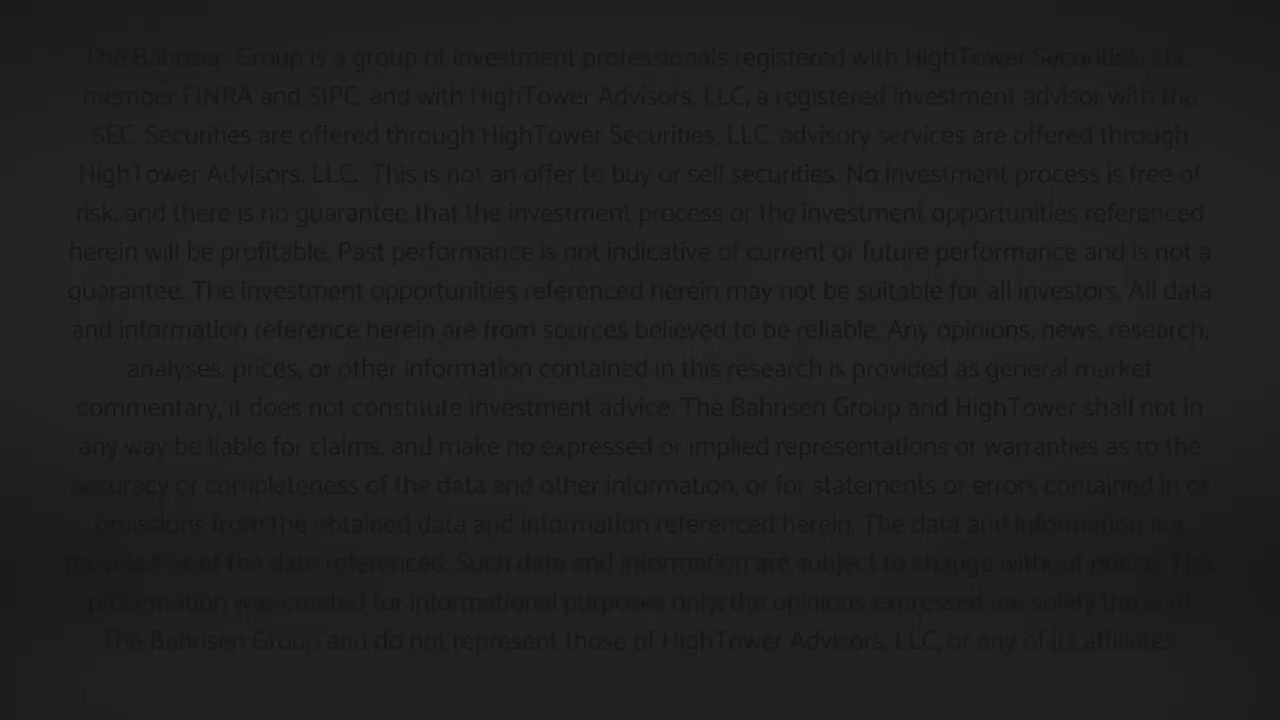 The Bahnsen Group is a group of investment professionals registered with HighTower Securities, LLC,
member FINRA and SIPC, and with HighTower Advisors, LLC, a registered investment advisor with the
SEC. Securities are offered through HighTower Securities, LLC; advisory services are offered through
HighTower Advisors, LLC. This is not an offer to buy or sell securities. No investment process is free of
risk, and there is no guarantee that the investment process or the investment opportunities referenced
herein will be profitable. Past performance is not indicative of current or future performance and is not a
guarantee. The investment opportunities referenced herein may not be suitable for all investors. All data
and information reference herein are from sources believed to be reliable. Any opinions, news, research,
analyses, prices, or other information contained in this research is provided as general market
commentary, it does not constitute investment advice. The Bahnsen Group and HighTower shall not in
any way be liable for claims, and make no expressed or implied representations or warranties as to the
accuracy or completeness of the data and other information, or for statements or errors contained in or
omissions from the obtained data and information referenced herein. The data and information are
provided as of the date referenced. Such data and information are subject to change without notice. This
presentation was created for informational purposes only; the opinions expressed are solely those of
The Bahnsen Group and do not represent those of HighTower Advisors, LLC, or any of its affiliates.